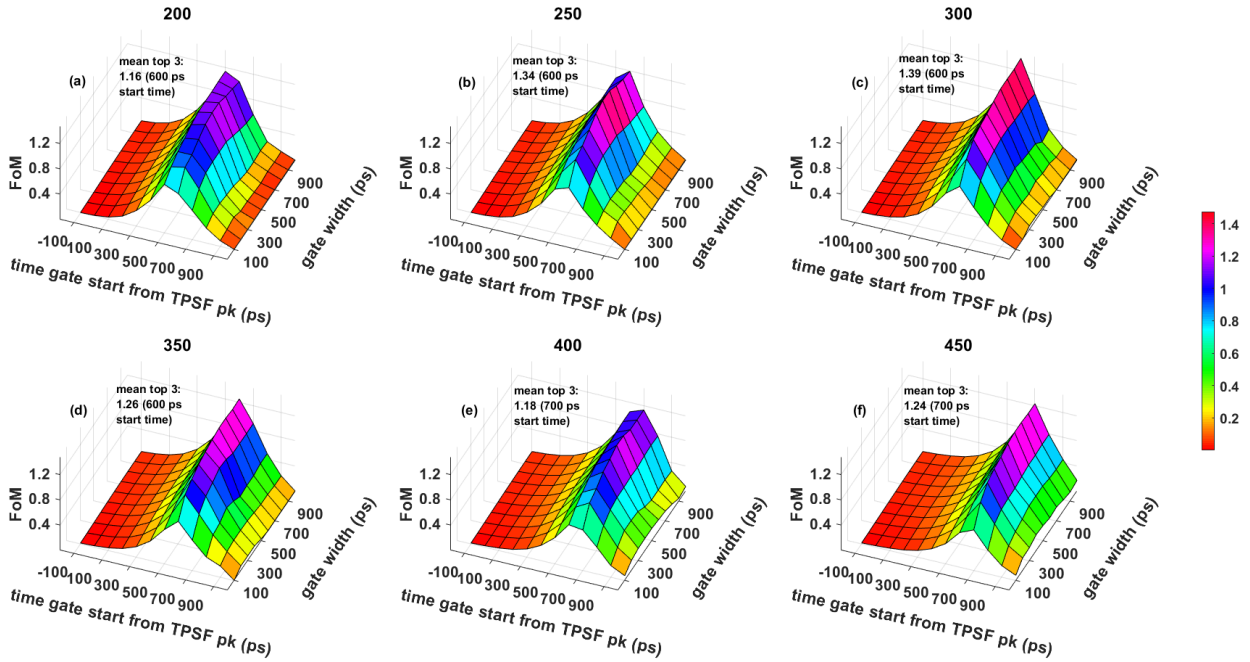 200
250
300
(a)
mean top 3:
1.16 (600 ps
start time)
(b)
mean top 3:
1.34 (600 ps
start time)
(c)
mean top 3:
1.39 (600 ps
start time)
FoM
1.2
0.8
0.4
-100
100
300
500
700
900
time gate start from TPSF pk (ps)
100
300
500
700
900
gate width (ps)
FoM
1.2
0.8
0.4
-100
100
300
500
700
900
time gate start from TPSF pk (ps)
100
300
500
700
900
gate width (ps)
FoM
1.2
0.8
0.4
-100
100
300
500
700
900
time gate start from TPSF pk (ps)
100
300
500
700
900
gate width (ps)
1.4
1.2
1
0.8
0.6
0.4
0.2
350
400
450
(d)
mean top 3:
1.26 (600 ps
start time)
(e)
mean top 3:
1.18 (700 ps
start time)
(f)
mean top 3:
1.24 (700 ps
start time)
FoM
1.2
0.8
0.4
-100
100
300
500
700
900
time gate start from TPSF pk (ps)
100
300
500
700
900
gate width (ps)
FoM
1.2
0.8
0.4
-100
100
300
500
700
900
time gate start from TPSF pk (ps)
100
300
500
700
900
gate width (ps)
FoM
1.2
0.8
0.4
-100
100
300
500
700
900
time gate start from TPSF pk (ps)
100
300
500
700
900
gate width (ps)